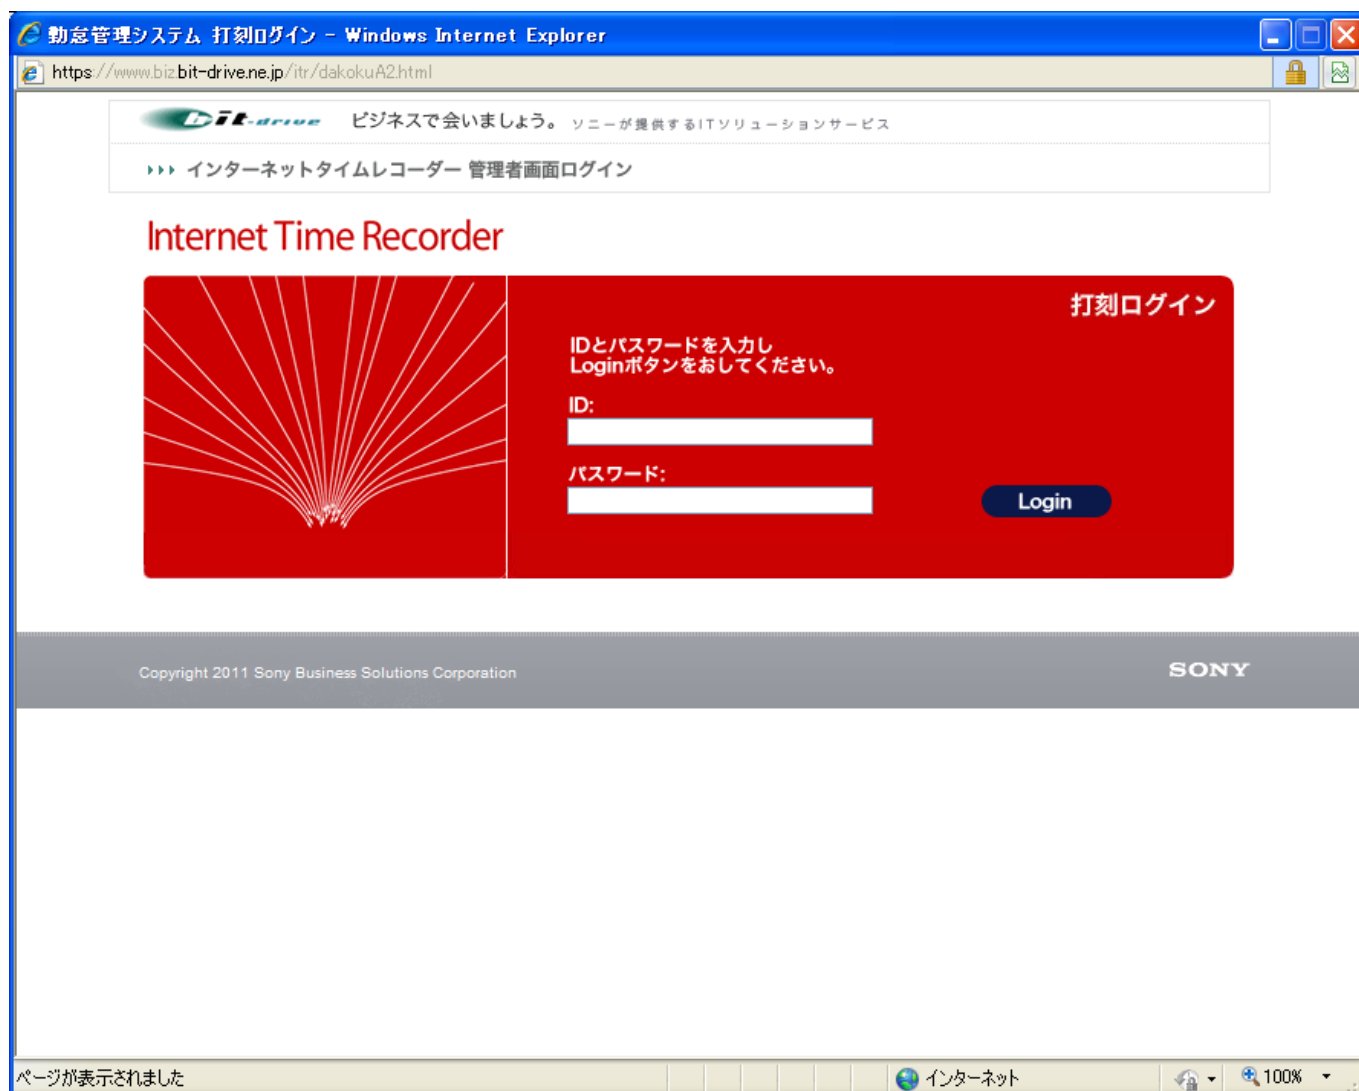 勤怠管理システム 打刻ログイン - Windows Internet Explorer
https://www.biz.bit-drive.ne.jp/itr/dakokuA2.html
bit-drive ビジネスで会いましょう。 ソニーが提供するITソリューションサービス
インターネットタイムレコーダー 管理者画面ログイン
Internet Time Recorder
打刻ログイン
IDとパスワードを入力し
Loginボタンをおしてください。
ID:
パスワード:
Login
Copyright 2011 Sony Business Solutions Corporation
SONY
ページが表示されました
インターネット
100%